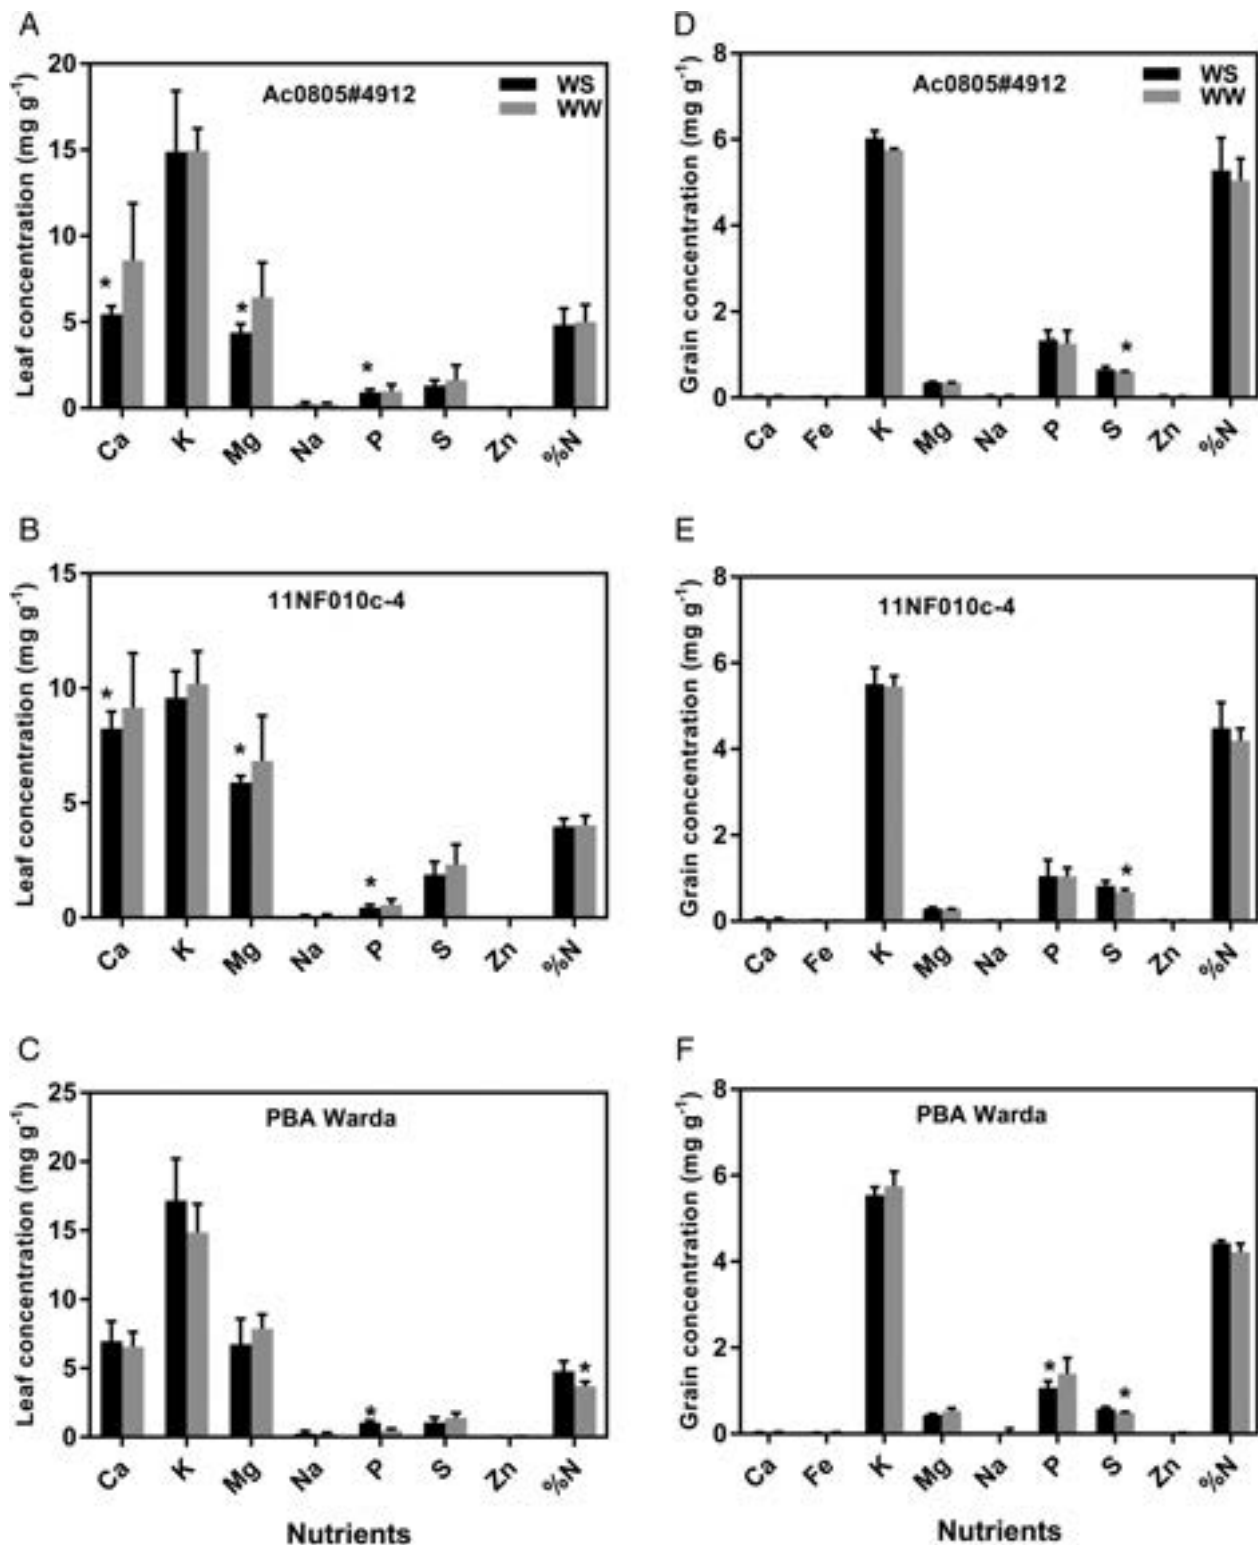 A
Leaf concentration (mg g-1)
20
15
10
5
0
Ac0805#4912
WS
WW
*
*
*
Ca K Mg Na P S Zn %N
D
Grain concentration (mg g-1)
8
6
4
2
0
Ac0805#4912
WS
WW
*
Ca Fe K Mg Na P S Zn %N
B
Leaf concentration (mg g-1)
15
10
5
0
11NF010c-4
*
*
*
Ca K Mg Na P S Zn %N
E
Grain concentration (mg g-1)
8
6
4
2
0
11NF010c-4
*
Ca Fe K Mg Na P S Zn %N
C
Leaf concentration (mg g-1)
25
20
15
10
5
0
PBA Warda
*
*
Ca K Mg Na P S Zn %N
Nutrients
F
Grain concentration (mg g-1)
8
6
4
2
0
PBA Warda
*
*
Ca Fe K Mg Na P S Zn %N
Nutrients